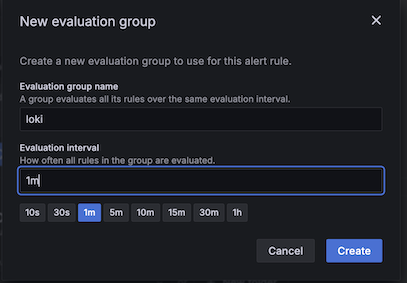 New evaluation group
Create a new evaluation group to use for this alert rule.
Evaluation group name
A group evaluates all its rules over the same evaluation interval.
loki
Evaluation interval
How often all rules in the group are evaluated.
1m
10s 30s 1m 5m 10m 15m 30m 1h
Cancel Create